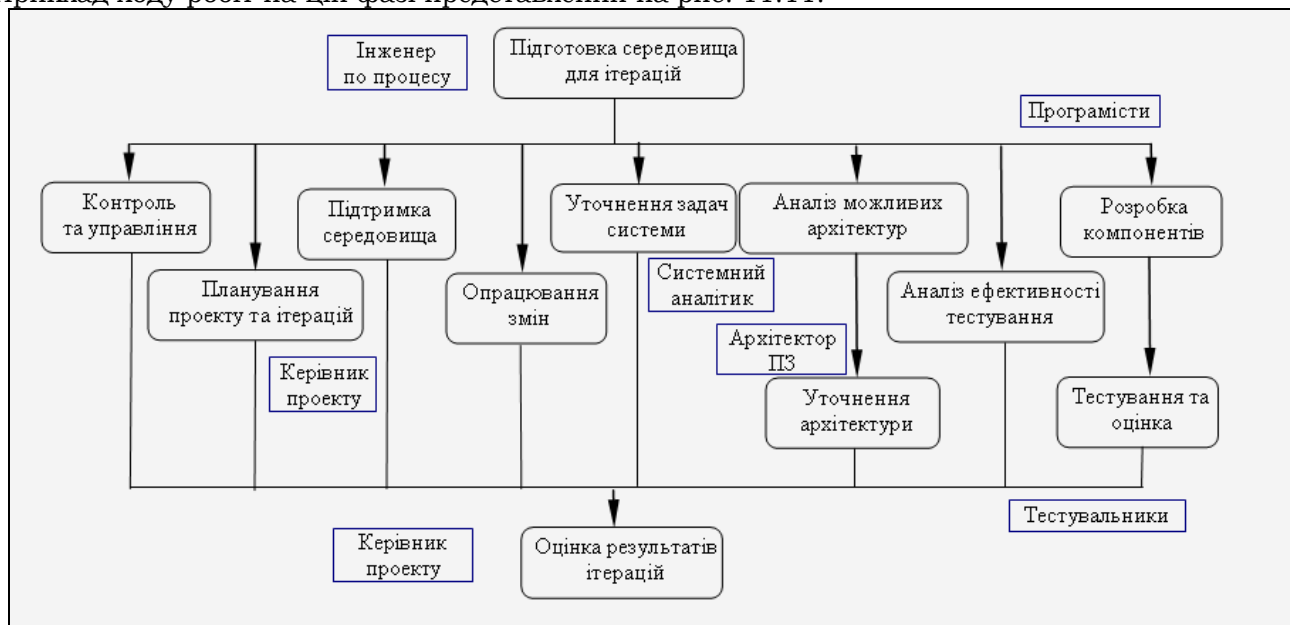 приклад ходу робіт на цій фазі представлений на рис. 11.11.
Інженер
по процесу
Підготовка середовища
для ітерацій
Програмісти
Контроль
та управління
Підтримка
середовища
Уточнення задач
системи
Аналіз можливих
архітектур
Розробка
компонентів
Планування
проекту та ітерацій
Опрацювання
змін
Системний
аналітик
Аналіз ефективності
тестування
Керівник
проекту
Архітектор
ПЗ
Уточнення
архітектури
Тестування та
оцінка
Тестувальники
Керівник
проекту
Оцінка результатів
ітерацій